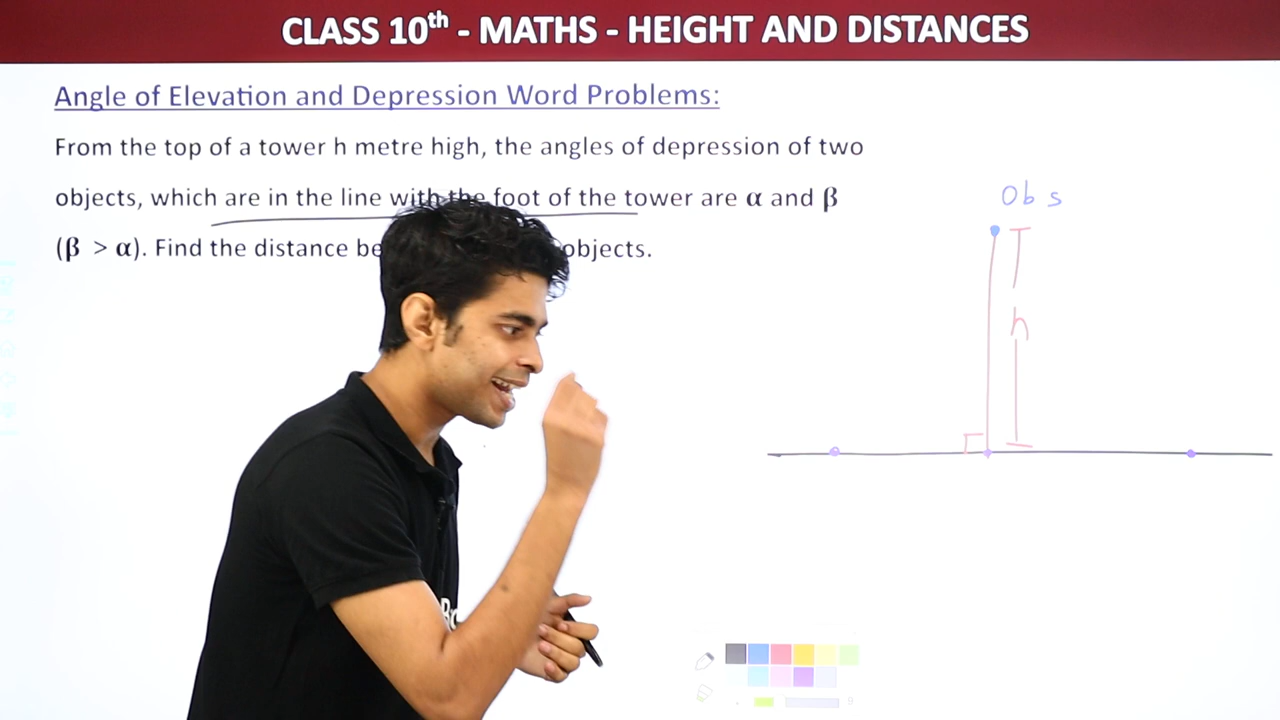 CLASS 10th - MATHS - HEIGHT AND DISTANCES
Angle of Elevation and Depression Word Problems:
From the top of a tower h metre high, the angles of depression of two
objects, which are in the line with the foot of the tower are α and β
(β > α). Find the distance be objects.
Obs
h